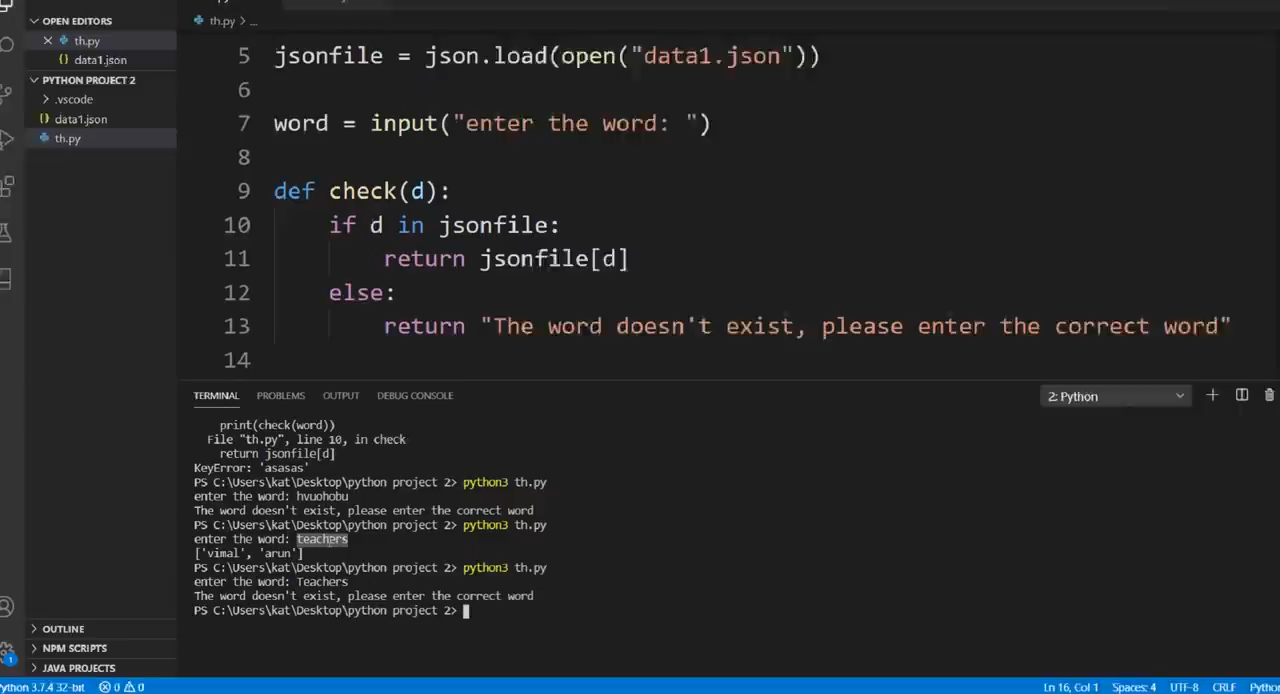 OPEN EDITORS
th.py
data1.json
PYTHON PROJECT 2
.vscode
data1.json
th.py
OUTLINE
NPM SCRIPTS
JAVA PROJECTS
th.py > ...
5 jsonfile = json.load(open("data1.json"))
6
7 word = input("enter the word: ")
8
9 def check(d):
10 if d in jsonfile:
11 return jsonfile[d]
12 else:
13 return "The word doesn't exist, please enter the correct word"
14
TERMINAL PROBLEMS OUTPUT DEBUG CONSOLE 2: Python
print(check(word))
File "th.py", line 10, in check
return jsonfile[d]
KeyError: 'asasas'
PS C:\Users\kat\Desktop\python project 2> python3 th.py
enter the word: hvuohobu
The word doesn't exist, please enter the correct word
PS C:\Users\kat\Desktop\python project 2> python3 th.py
enter the word: teachers
['vimal', 'arun']
PS C:\Users\kat\Desktop\python project 2> python3 th.py
enter the word: Teachers
The word doesn't exist, please enter the correct word
PS C:\Users\kat\Desktop\python project 2>
1
Python 3.7.4 32-bit 0 0 Ln 16, Col 1 Spaces: 4 UTF-8 CRLF Python